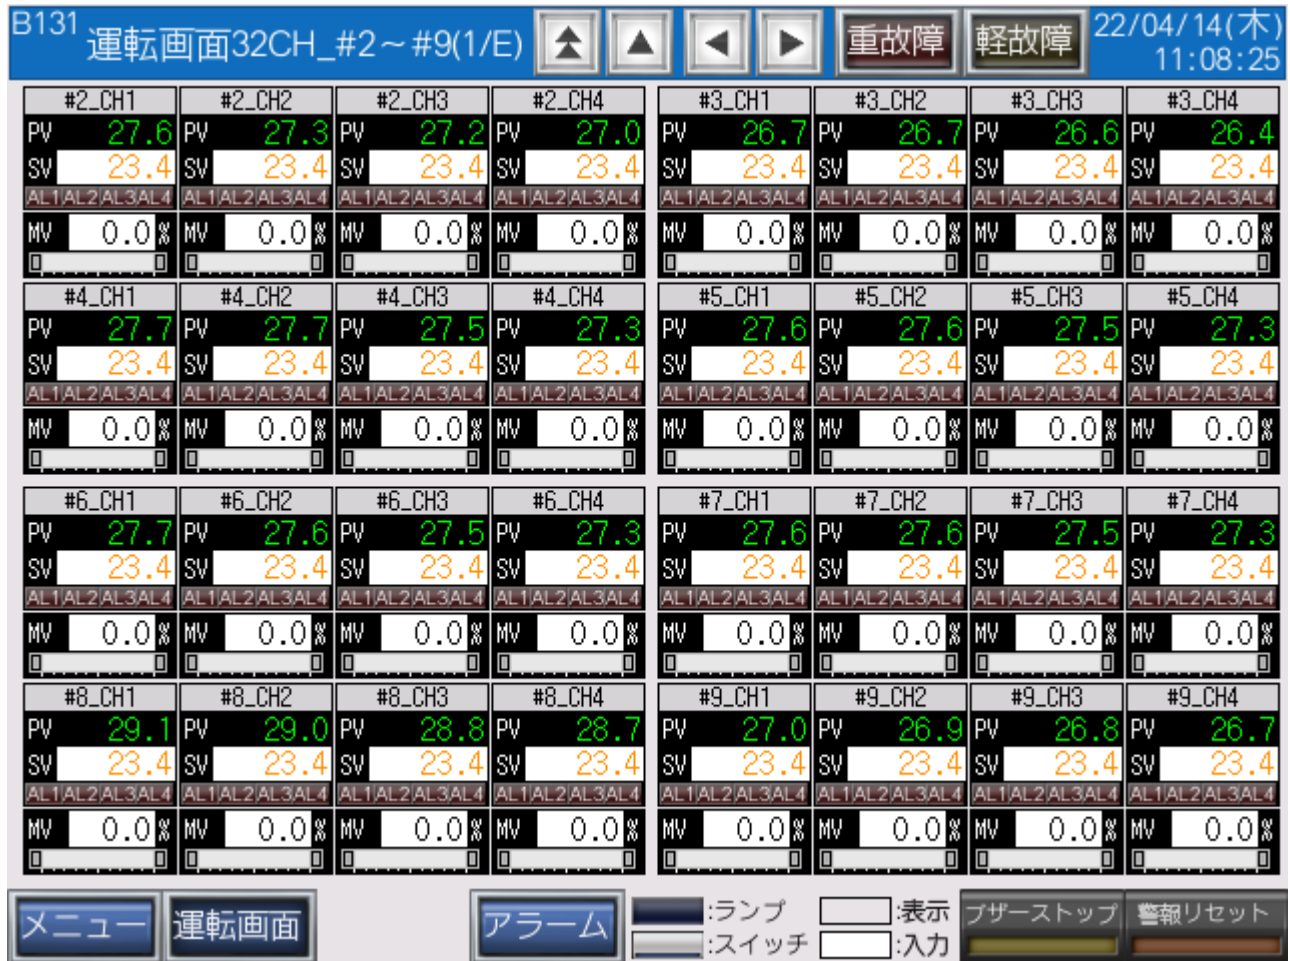 B131 運転画面32CH_#2～#9(1/E) 重故障 軽故障 22/04/14(木)
11:08:25
#2_CH1 #2_CH2 #2_CH3 #2_CH4 #3_CH1 #3_CH2 #3_CH3 #3_CH4
PV 27.6 PV 27.3 PV 27.2 PV 27.0 PV 26.7 PV 26.7 PV 26.6 PV 26.4
SV 23.4 SV 23.4 SV 23.4 SV 23.4 SV 23.4 SV 23.4 SV 23.4 SV 23.4
AL1 AL2 AL3 AL4 AL1 AL2 AL3 AL4 AL1 AL2 AL3 AL4 AL1 AL2 AL3 AL4 AL1 AL2 AL3 AL4 AL1 AL2 AL3 AL4 AL1 AL2 AL3 AL4 AL1 AL2 AL3 AL4
MV 0.0% MV 0.0% MV 0.0% MV 0.0% MV 0.0% MV 0.0% MV 0.0% MV 0.0%
#4_CH1 #4_CH2 #4_CH3 #4_CH4 #5_CH1 #5_CH2 #5_CH3 #5_CH4
PV 27.7 PV 27.7 PV 27.5 PV 27.3 PV 27.6 PV 27.6 PV 27.5 PV 27.3
SV 23.4 SV 23.4 SV 23.4 SV 23.4 SV 23.4 SV 23.4 SV 23.4 SV 23.4
AL1 AL2 AL3 AL4 AL1 AL2 AL3 AL4 AL1 AL2 AL3 AL4 AL1 AL2 AL3 AL4 AL1 AL2 AL3 AL4 AL1 AL2 AL3 AL4 AL1 AL2 AL3 AL4 AL1 AL2 AL3 AL4
MV 0.0% MV 0.0% MV 0.0% MV 0.0% MV 0.0% MV 0.0% MV 0.0% MV 0.0%
#6_CH1 #6_CH2 #6_CH3 #6_CH4 #7_CH1 #7_CH2 #7_CH3 #7_CH4
PV 27.7 PV 27.6 PV 27.5 PV 27.3 PV 27.6 PV 27.6 PV 27.5 PV 27.3
SV 23.4 SV 23.4 SV 23.4 SV 23.4 SV 23.4 SV 23.4 SV 23.4 SV 23.4
AL1 AL2 AL3 AL4 AL1 AL2 AL3 AL4 AL1 AL2 AL3 AL4 AL1 AL2 AL3 AL4 AL1 AL2 AL3 AL4 AL1 AL2 AL3 AL4 AL1 AL2 AL3 AL4 AL1 AL2 AL3 AL4
MV 0.0% MV 0.0% MV 0.0% MV 0.0% MV 0.0% MV 0.0% MV 0.0% MV 0.0%
#8_CH1 #8_CH2 #8_CH3 #8_CH4 #9_CH1 #9_CH2 #9_CH3 #9_CH4
PV 29.1 PV 29.0 PV 28.8 PV 28.7 PV 27.0 PV 26.9 PV 26.8 PV 26.7
SV 23.4 SV 23.4 SV 23.4 SV 23.4 SV 23.4 SV 23.4 SV 23.4 SV 23.4
AL1 AL2 AL3 AL4 AL1 AL2 AL3 AL4 AL1 AL2 AL3 AL4 AL1 AL2 AL3 AL4 AL1 AL2 AL3 AL4 AL1 AL2 AL3 AL4 AL1 AL2 AL3 AL4 AL1 AL2 AL3 AL4
MV 0.0% MV 0.0% MV 0.0% MV 0.0% MV 0.0% MV 0.0% MV 0.0% MV 0.0%
メニュー 運転画面 アラーム :ランプ :表示 ブザーストップ 警報リセット
:スイッチ :入力